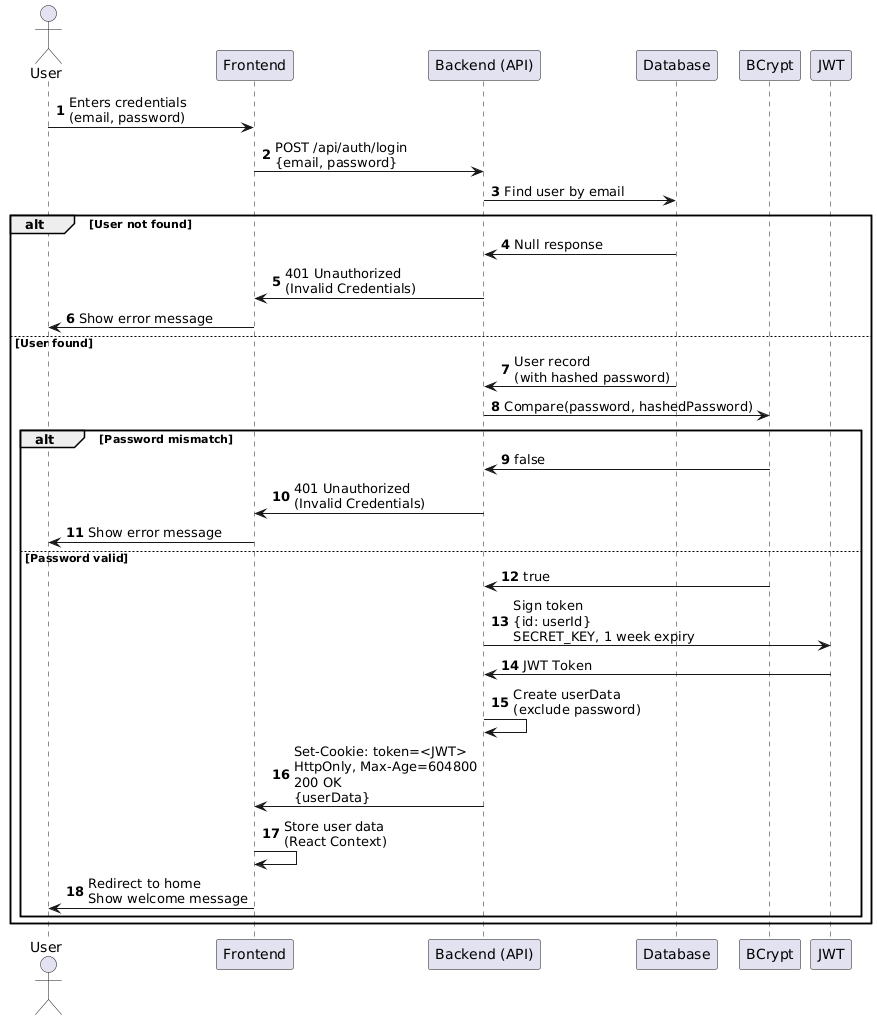 User
Frontend
Backend (API)
Database
BCrypt
JWT
1 Enters credentials
(email, password)
2 POST /api/auth/login
{email, password}
3 Find user by email
alt [User not found]
4 Null response
5 401 Unauthorized
(Invalid Credentials)
6 Show error message
[User found]
7 User record
(with hashed password)
8 Compare(password, hashedPassword)
alt [Password mismatch]
9 false
10 401 Unauthorized
(Invalid Credentials)
11 Show error message
[Password valid]
12 true
13 Sign token
{id: userId}
SECRET_KEY, 1 week expiry
14 JWT Token
15 Create userData
(exclude password)
16 Set-Cookie: token=<JWT>
HttpOnly, Max-Age=604800
200 OK
{userData}
17 Store user data
(React Context)
18 Redirect to home
Show welcome message
User
Frontend
Backend (API)
Database
BCrypt
JWT